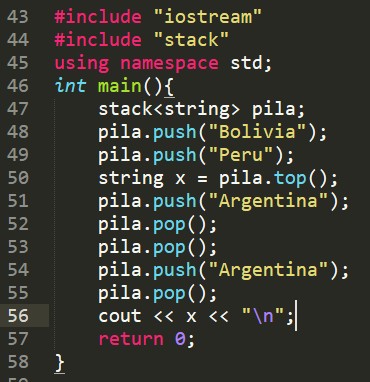 43 #include "iostream"
44 #include "stack"
45 using namespace std;
46 int main(){
47     stack<string> pila;
48     pila.push("Bolivia");
49     pila.push("Peru");
50     string x = pila.top();
51     pila.push("Argentina");
52     pila.pop();
53     pila.pop();
54     pila.push("Argentina");
55     pila.pop();
56     cout << x << "\n";
57     return 0;
58 }